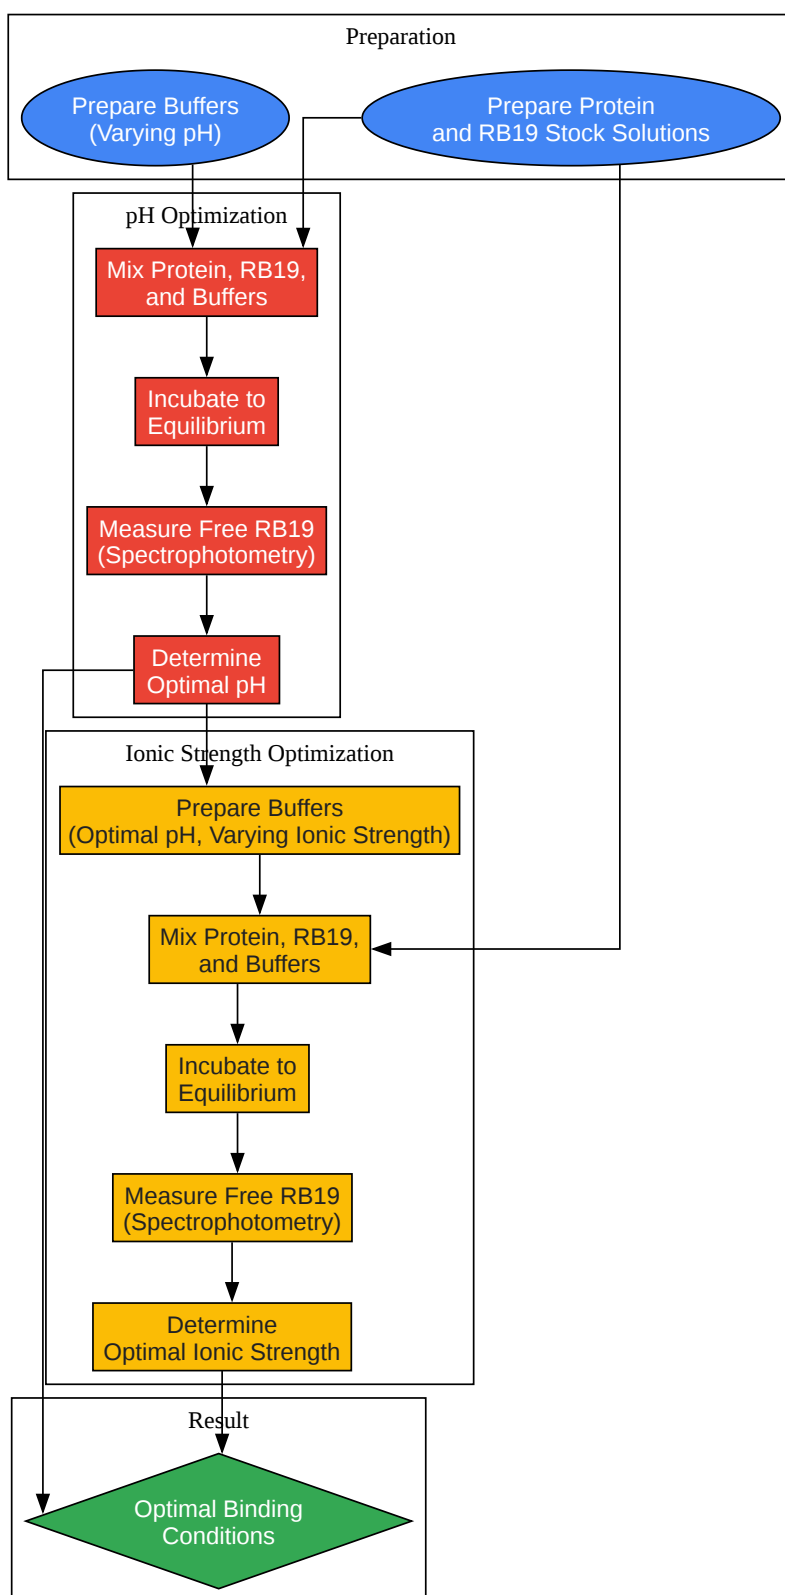 Preparation
Prepare Buffers
(Varying pH)
Prepare Protein
and RB19 Stock Solutions
pH Optimization
Mix Protein, RB19,
and Buffers
Incubate to
Equilibrium
Measure Free RB19
(Spectrophotometry)
Determine
Optimal pH
Ionic Strength Optimization
Prepare Buffers
(Optimal pH, Varying Ionic Strength)
Mix Protein, RB19,
and Buffers
Incubate to
Equilibrium
Measure Free RB19
(Spectrophotometry)
Determine
Optimal Ionic Strength
Result
Optimal Binding
Conditions